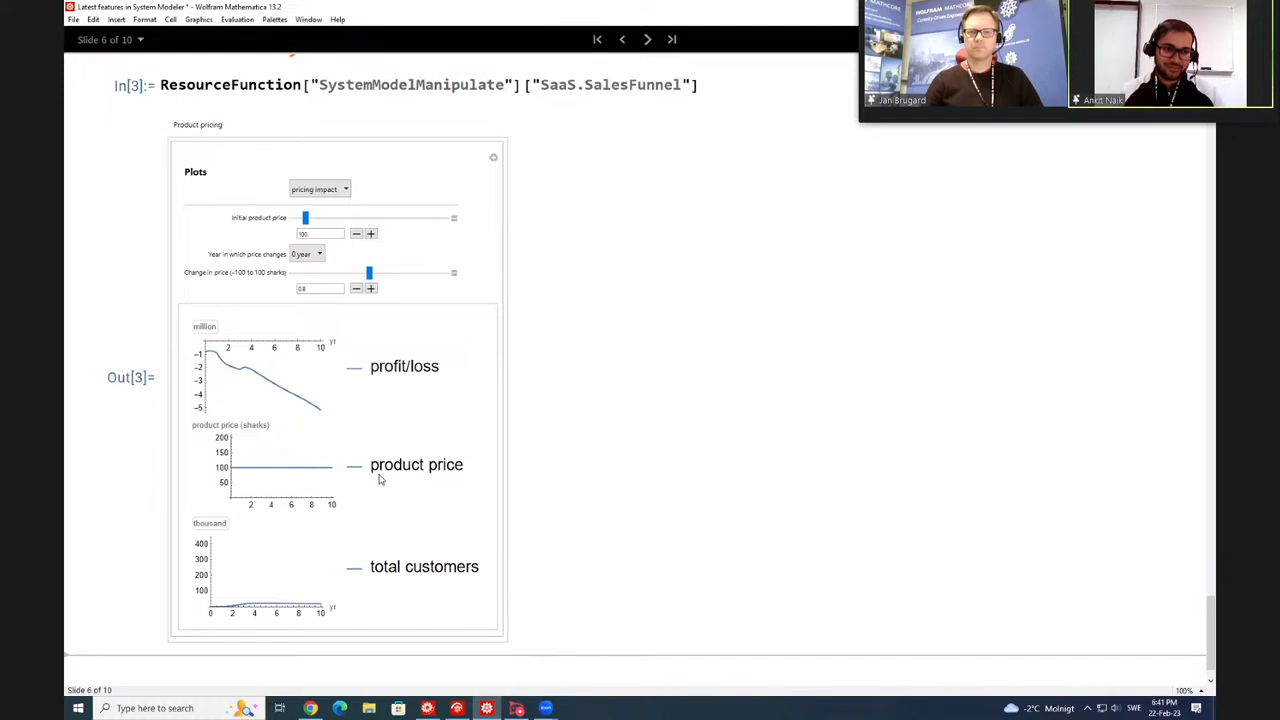 Latest features in System Modeler * - Wolfram Mathematica 13.2
File Edit Insert Format Cell Graphics Evaluation Palettes Window Help
Slide 6 of 10
WOLFRAM MATHCORE
Jan Brugard
Ankit Naik
In[3]:= ResourceFunction["SystemModelManipulate"]["SaaS.SalesFunnel"]
Product pricing
Plots
pricing impact
Initial product price
100.
Year in which price changes 0 year
Change in price (-100 to 100 sharks)
0.8
Out[3]=
million
2 4 6 8 10 yr
-1
-2
-3
-4
-5
profit/loss
product price (sharks)
200
150
100
50
2 4 6 8 10
product price
thousand
400
300
200
100
0 2 4 6 8 10 yr
total customers
Slide 6 of 10
100%
Type here to search
-2°C Molnigt
SWE
6:41 PM
22-Feb-23